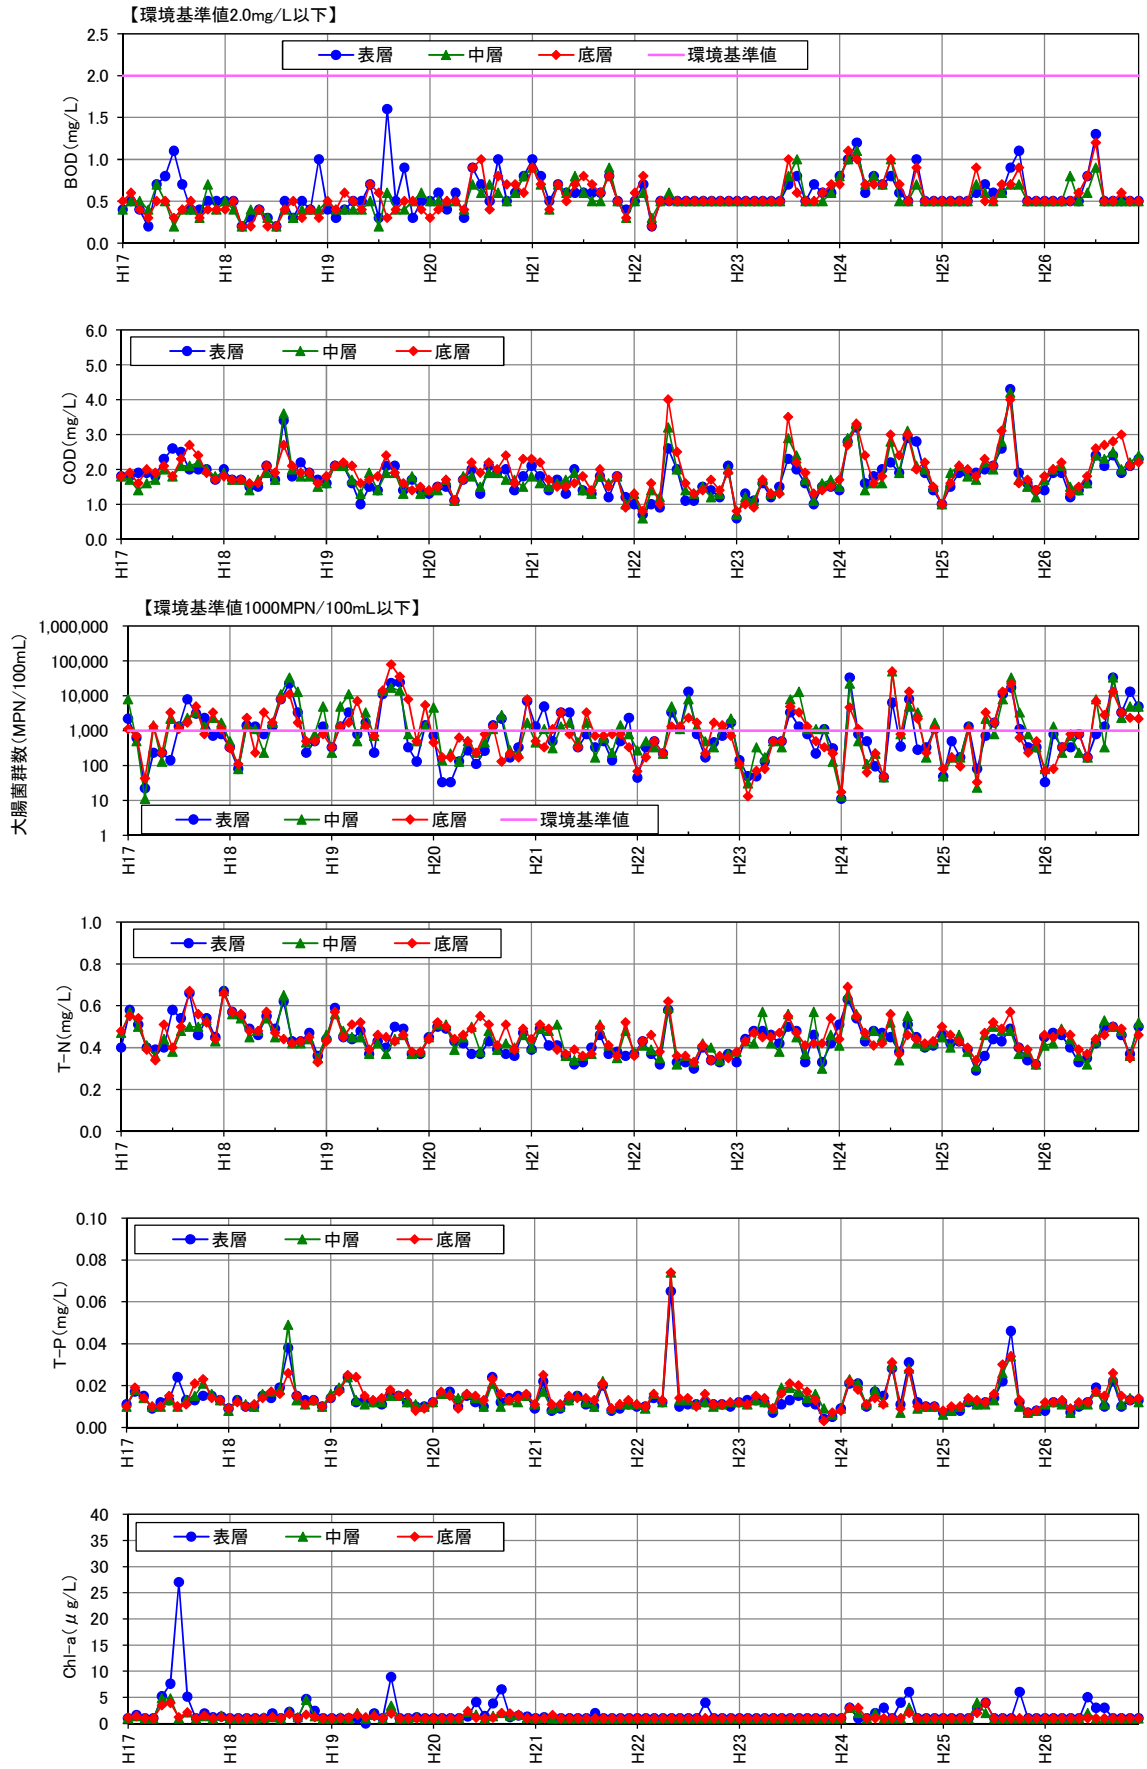 【環境基準値2.0mg/L以下】
BOD(mg/L)
2.5
2.0
1.5
1.0
0.5
0.0
表層 中層 底層 環境基準値
H17 H18 H19 H20 H21 H22 H23 H24 H25 H26
COD(mg/L)
6.0
5.0
4.0
3.0
2.0
1.0
0.0
表層 中層 底層
H17 H18 H19 H20 H21 H22 H23 H24 H25 H26
【環境基準値1000MPN/100mL以下】
大腸菌群数(MPN/100mL)
1,000,000
100,000
10,000
1,000
100
10
1
表層 中層 底層 環境基準値
H17 H18 H19 H20 H21 H22 H23 H24 H25 H26
T-N(mg/L)
1.0
0.8
0.6
0.4
0.2
0.0
表層 中層 底層
H17 H18 H19 H20 H21 H22 H23 H24 H25 H26
T-P(mg/L)
0.10
0.08
0.06
0.04
0.02
0.00
表層 中層 底層
H17 H18 H19 H20 H21 H22 H23 H24 H25 H26
Chl-a(μg/L)
40
35
30
25
20
15
10
5
0
表層 中層 底層
H17 H18 H19 H20 H21 H22 H23 H24 H25 H26